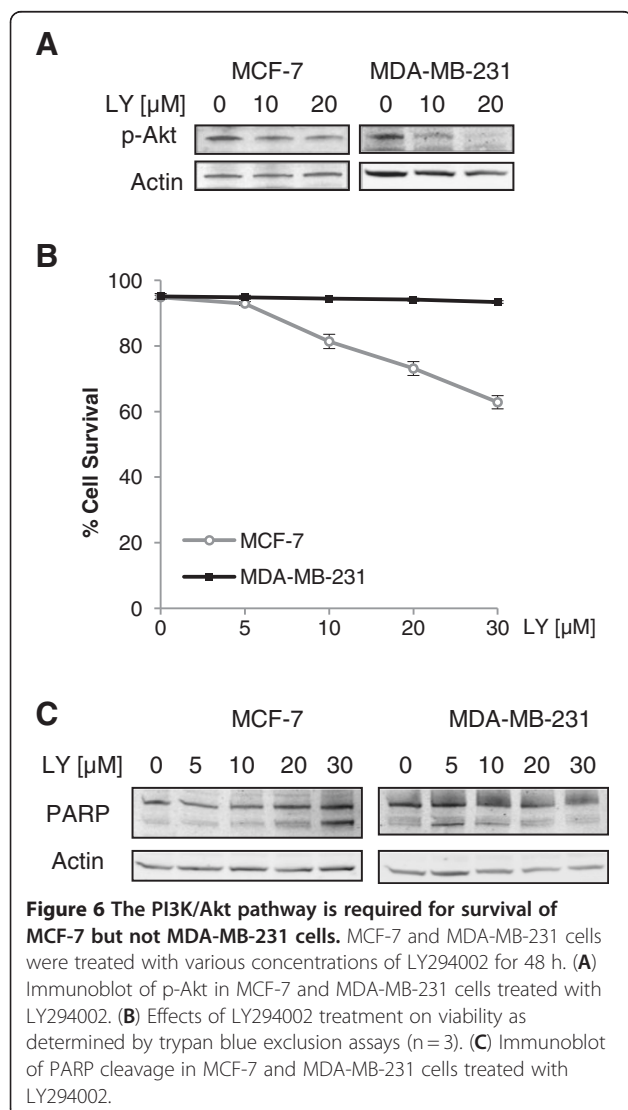 A
MCF-7 MDA-MB-231
LY [µM] 0 10 20 0 10 20
p-Akt
Actin
B
100
80
60
40
20
0
% Cell Survival
MCF-7
MDA-MB-231
0 5 10 20 30 LY [µM]
C
MCF-7 MDA-MB-231
LY [µM] 0 5 10 20 30 0 5 10 20 30
PARP
Actin
Figure 6 The PI3K/Akt pathway is required for survival of
MCF-7 but not MDA-MB-231 cells. MCF-7 and MDA-MB-231 cells
were treated with various concentrations of LY294002 for 48 h. (A)
Immunoblot of p-Akt in MCF-7 and MDA-MB-231 cells treated with
LY294002. (B) Effects of LY294002 treatment on viability as
determined by trypan blue exclusion assays (n = 3). (C) Immunoblot
of PARP cleavage in MCF-7 and MDA-MB-231 cells treated with
LY294002.